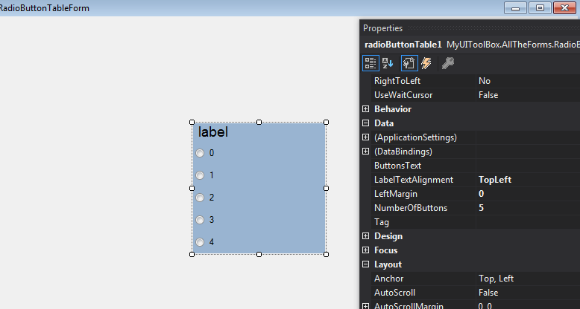 RadioButtonTableForm
label
0
1
2
3
4
Properties
radioButtonTable1 MyUIToolBox.AllTheForms.RadioB
RightToLeft No
UseWaitCursor False
Behavior
Data
(ApplicationSettings)
(DataBindings)
ButtonsText
LabelTextAlignment TopLeft
LeftMargin 0
NumberOfButtons 5
Tag
Design
Focus
Layout
Anchor Top, Left
AutoScroll False
AutoScrollMargin 0, 0